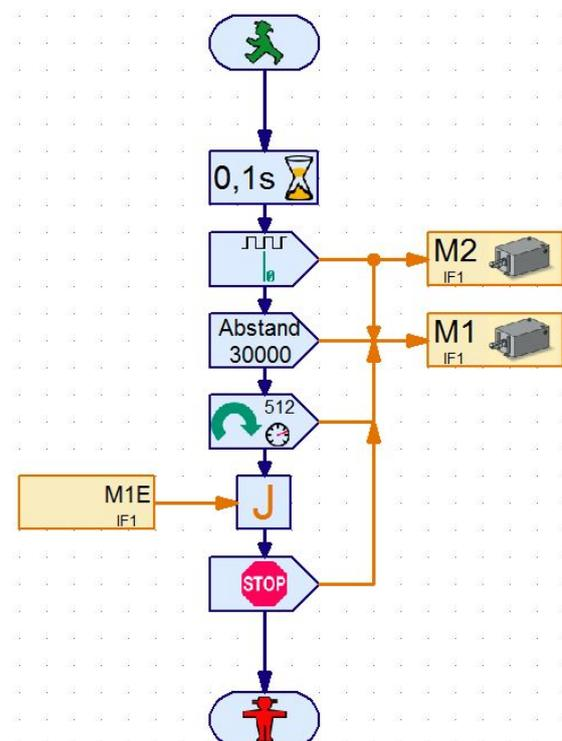 0,1s
0
M2
IF1
Abstand
30000
M1
IF1
512
M1E
IF1
J
STOP